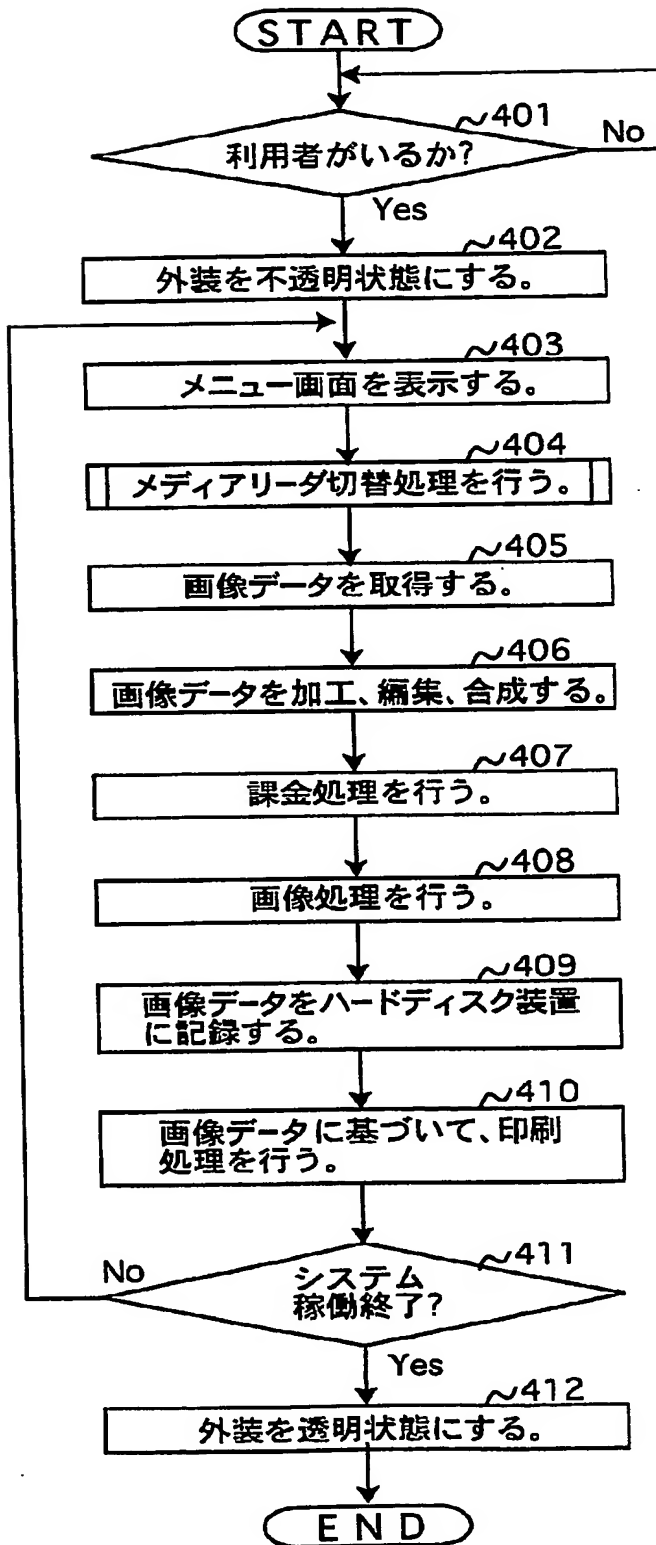 START
401
利用者がいるか?
No
Yes
402
外装を不透明状態にする。
403
メニュー画面を表示する。
404
メディアリーダ切替処理を行う。
405
画像データを取得する。
406
画像データを加工、編集、合成する。
407
課金処理を行う。
408
画像処理を行う。
409
画像データをハードディスク装置
に記録する。
410
画像データに基づいて、印刷
処理を行う。
411
No
システム
稼働終了?
Yes
412
外装を透明状態にする。
END